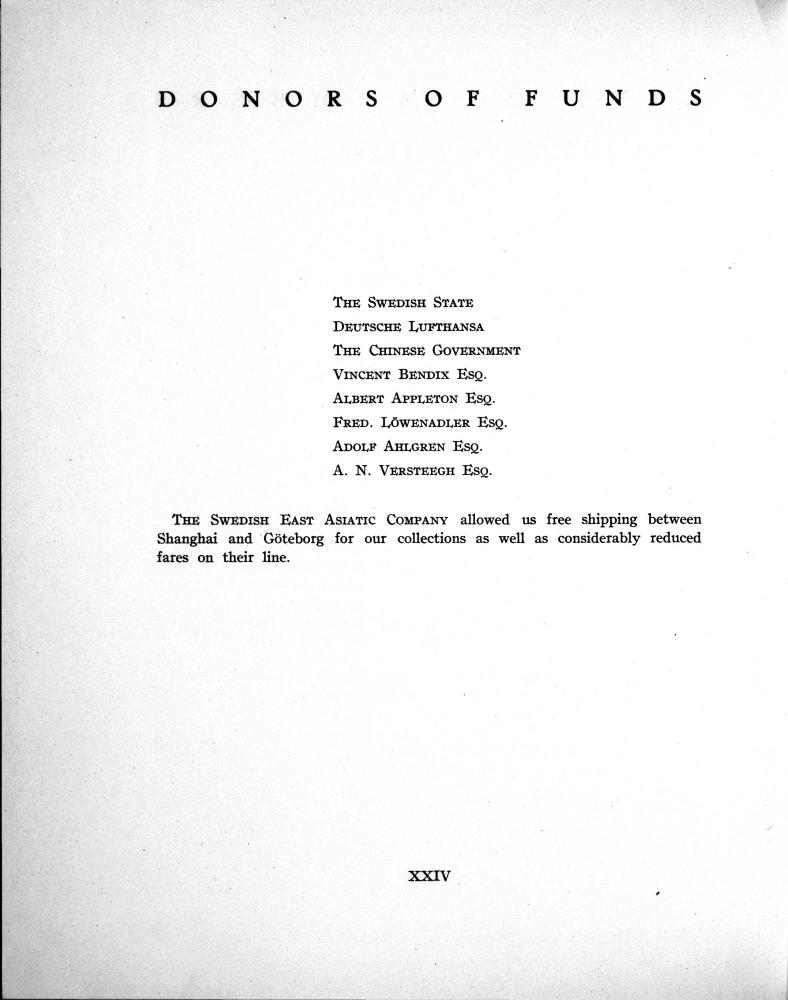 DONORS OF FUNDS
THE SWEDISH STATE
DEUTSCHE LUFTHANSA
THE CHINESE GOVERNMENT
VINCENT BENDIX ESQ.
ALBERT APPLETON ESQ.
FRED. LÖWENADLER ESQ.
ADOLF AHLGREN ESQ.
A. N. VERSTEEGH ESQ.
THE SWEDISH EAST ASIATIC COMPANY allowed us free shipping between
Shanghai and Göteborg for our collections as well as considerably reduced
fares on their line.
XXIV